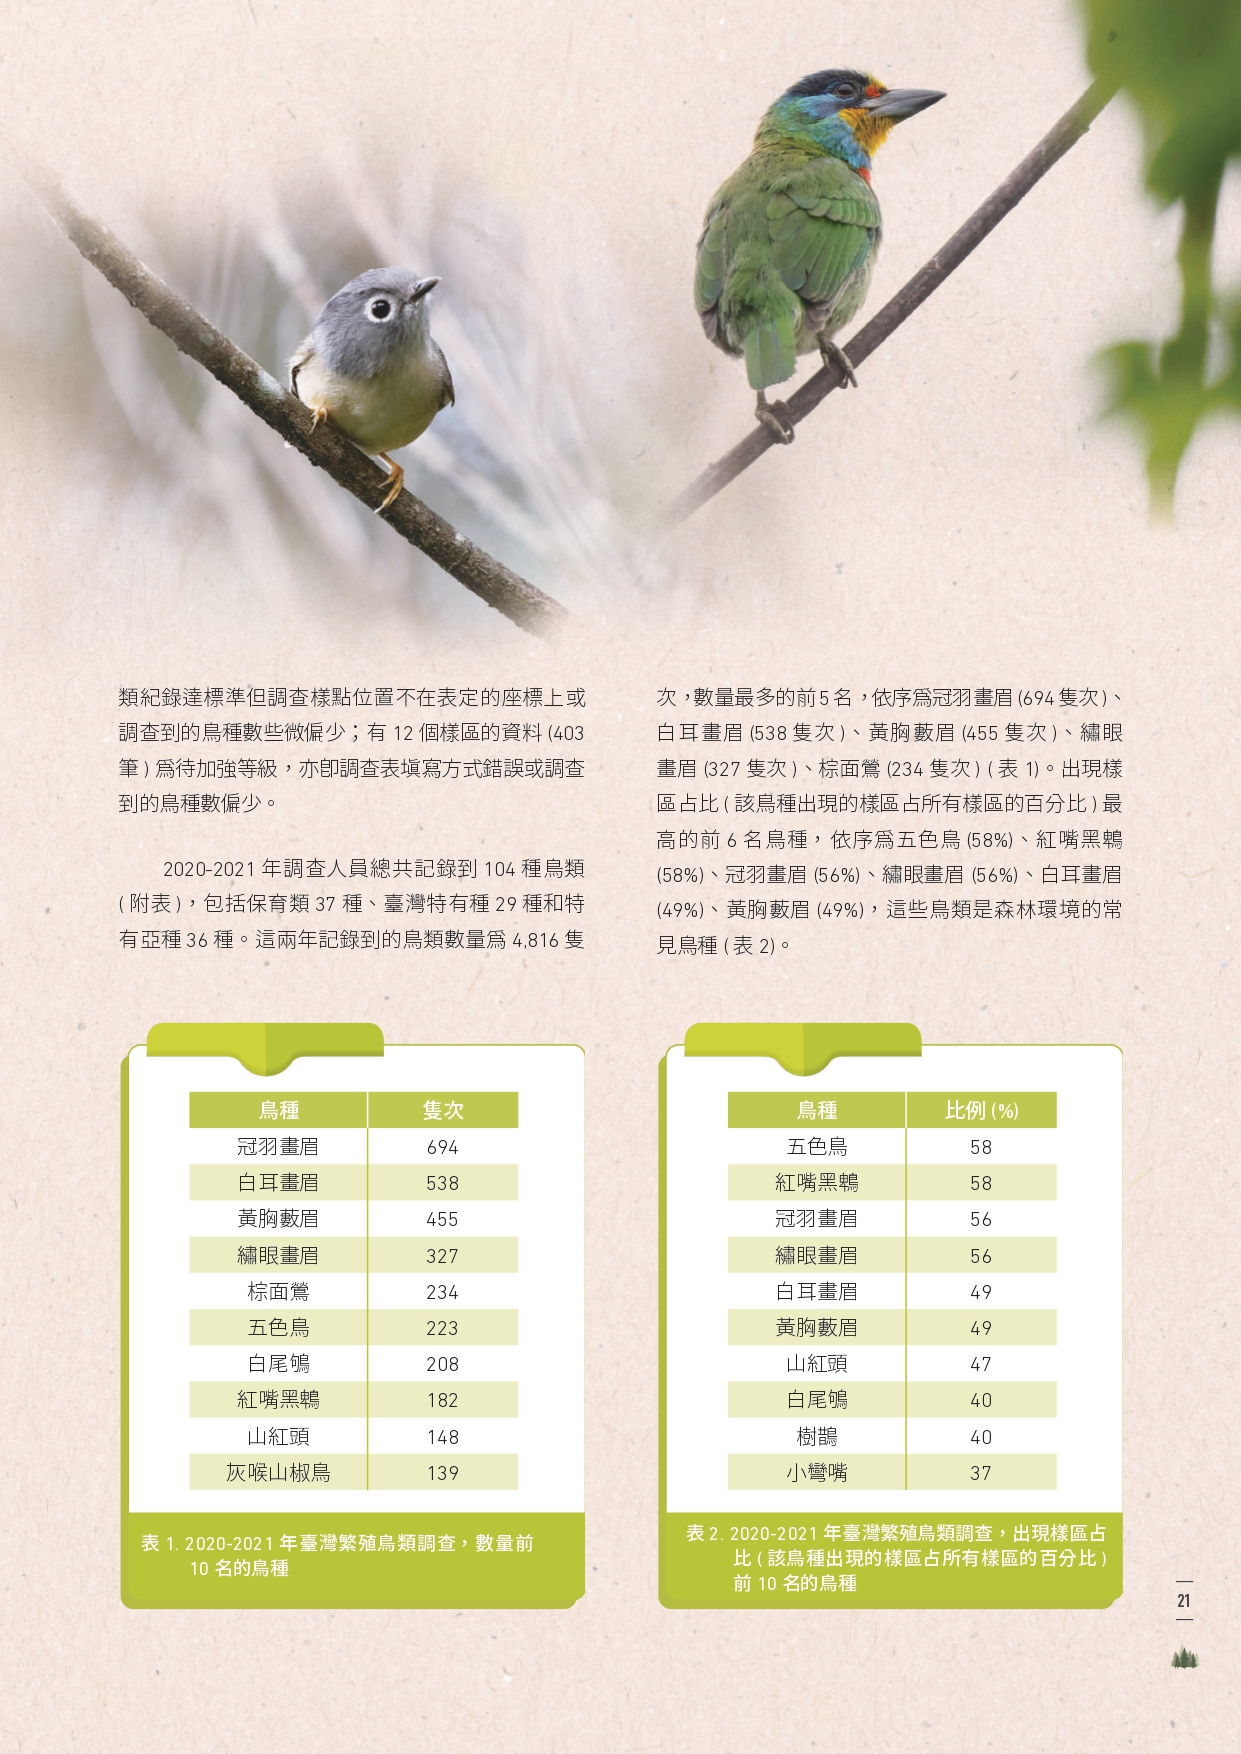 類紀錄達標準但調查樣點位置不在表定的座標上或
調查到的鳥種數些微偏少；有 12 個樣區的資料 (403
筆 ) 為待加強等級，亦即調查表填寫方式錯誤或調查
到的鳥種數偏少。
2020-2021 年調查人員總共記錄到 104 種鳥類
( 附表 )，包括保育類 37 種、臺灣特有種 29 種和特
有亞種 36 種。這兩年記錄到的鳥類數量為 4,816 隻
次，數量最多的前 5 名，依序為冠羽畫眉 (694 隻次 )、
白耳畫眉 (538 隻次 )、黃胸藪眉 (455 隻次 )、繡眼
畫眉 (327 隻次 )、棕面鶯 (234 隻次 ) ( 表 1)。出現樣
區占比 ( 該鳥種出現的樣區占所有樣區的百分比 ) 最
高的前 6 名鳥種，依序為五色鳥 (58%)、紅嘴黑鵯
(58%)、冠羽畫眉 (56%)、繡眼畫眉 (56%)、白耳畫眉
(49%)、黃胸藪眉 (49%)，這些鳥類是森林環境的常
見鳥種 ( 表 2)。
鳥種 隻次
冠羽畫眉 694
白耳畫眉 538
黃胸藪眉 455
繡眼畫眉 327
棕面鶯 234
五色鳥 223
白尾鴝 208
紅嘴黑鵯 182
山紅頭 148
灰喉山椒鳥 139
表 1. 2020-2021 年臺灣繁殖鳥類調查，數量前
10 名的鳥種
鳥種 比例 (%)
五色鳥 58
紅嘴黑鵯 58
冠羽畫眉 56
繡眼畫眉 56
白耳畫眉 49
黃胸藪眉 49
山紅頭 47
白尾鴝 40
樹鵲 40
小彎嘴 37
表 2. 2020-2021 年臺灣繁殖鳥類調查，出現樣區占
比 ( 該鳥種出現的樣區占所有樣區的百分比 )
前 10 名的鳥種
21